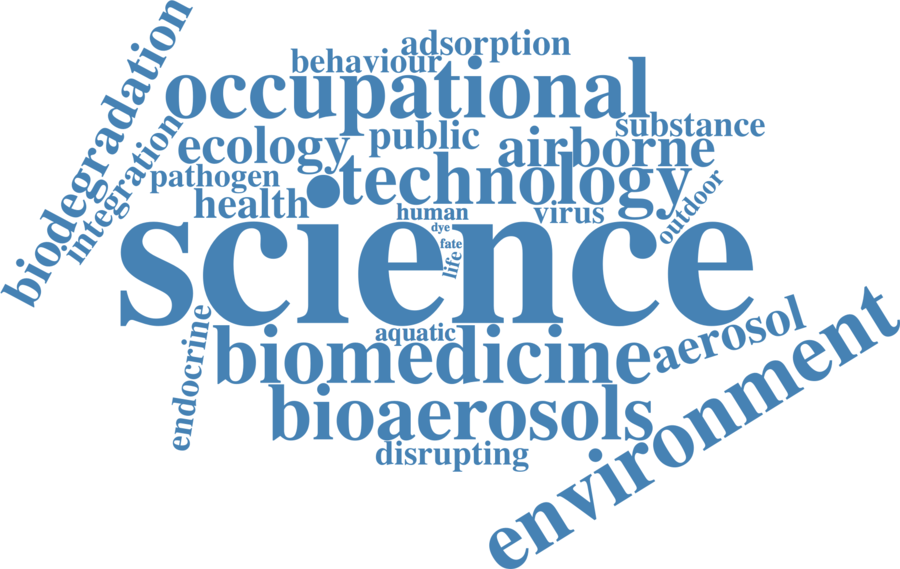 biodegradation
adsorption
behaviour
occupational
integration
substance
ecology
public
airborne
pathogen
technology
outdoor
health
human
virus
dye
science
fate
life
endocrine
aquatic
biomedicine
aerosol
environment
bioaerosols
disrupting